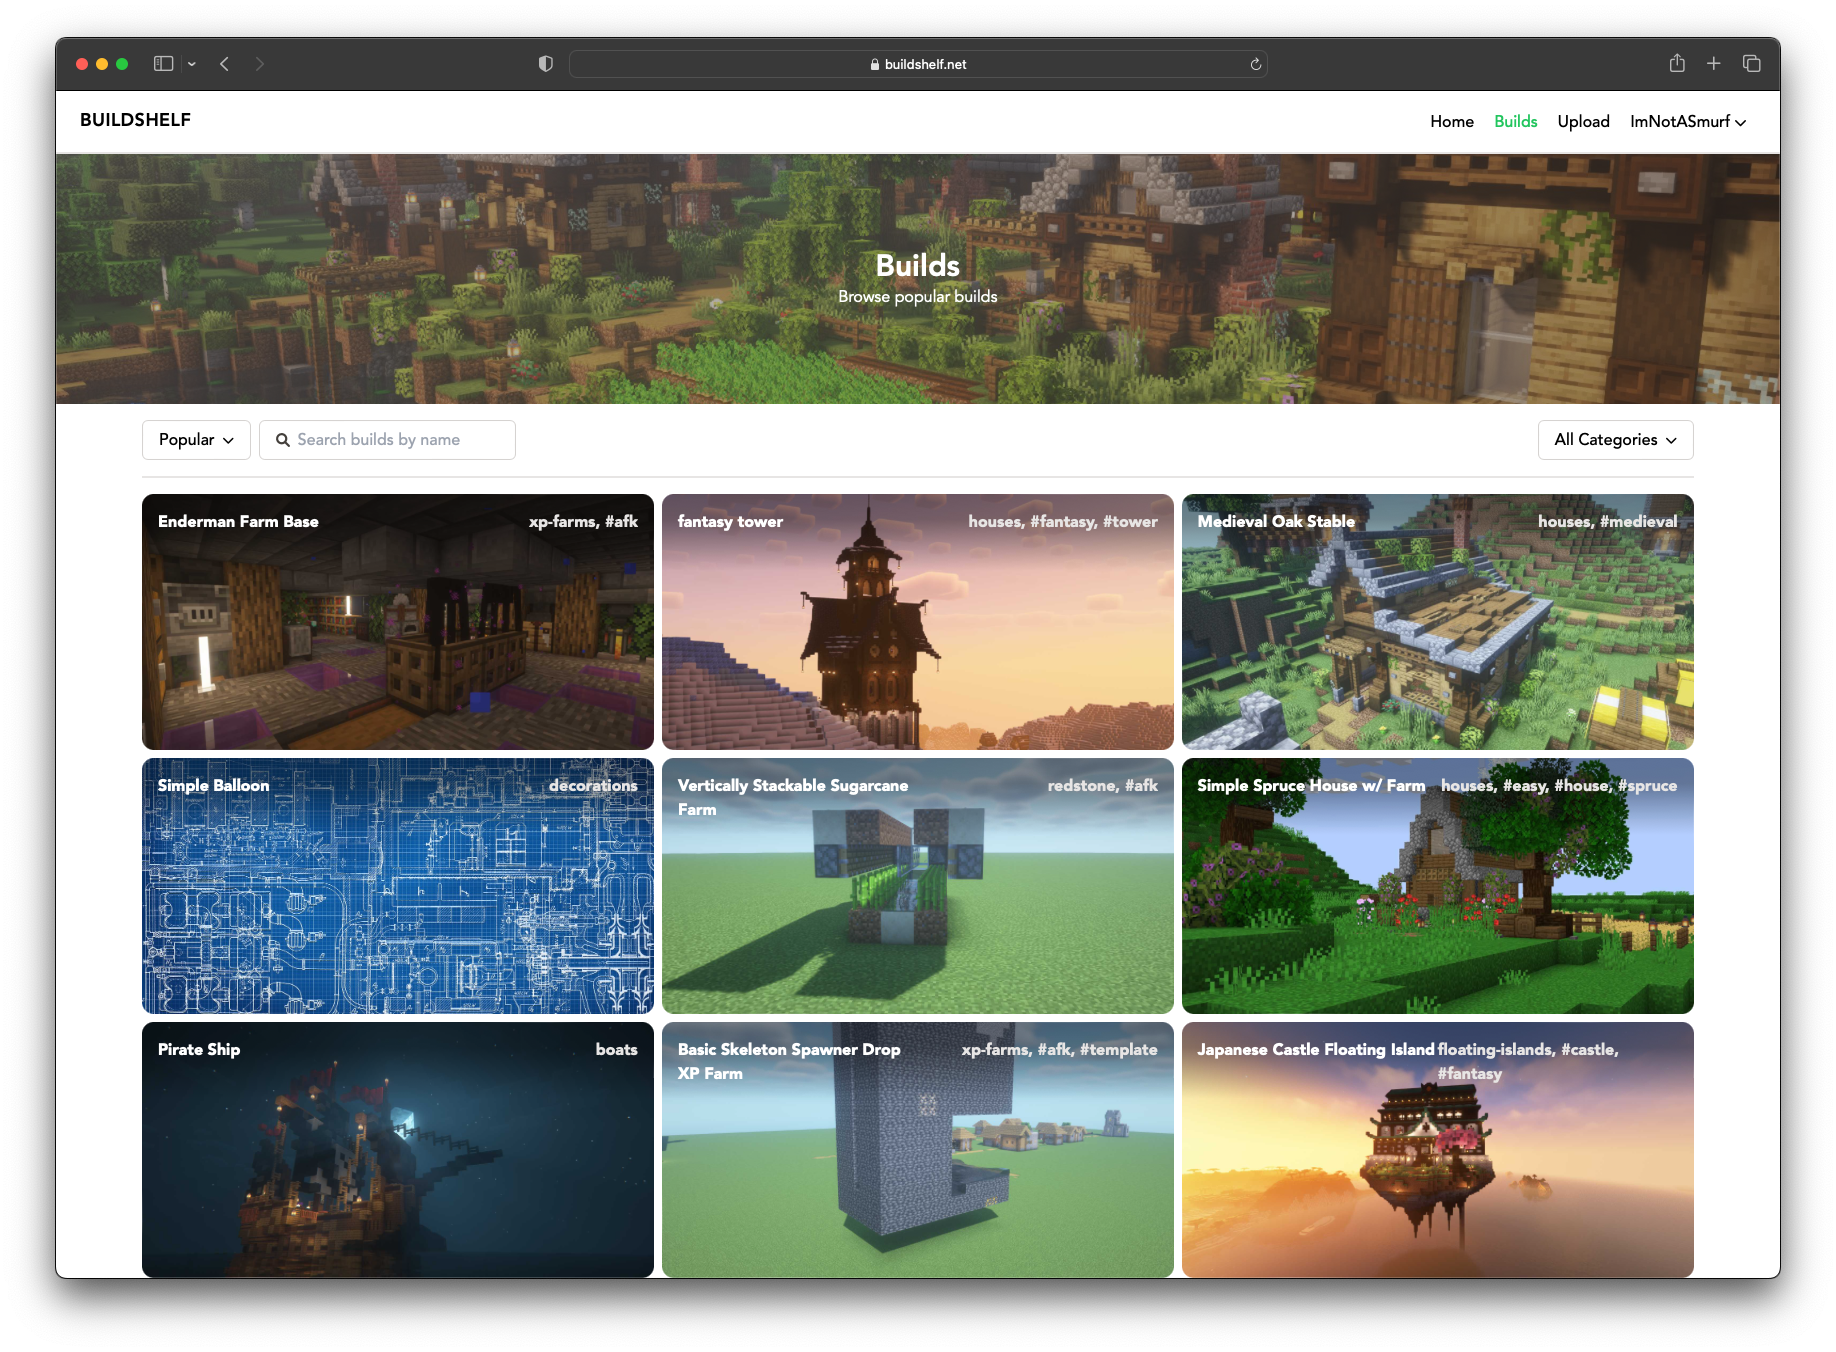 buildshelf.net
BUILDSHELF
Home Builds Upload ImNotASmurf
Builds
Browse popular builds
Popular Search builds by name All Categories
Enderman Farm Base xp-farms, #afk
fantasy tower houses, #fantasy, #tower
Medieval Oak Stable houses, #medieval
Simple Balloon decorations
Vertically Stackable Sugarcane redstone, #afk
Farm
Simple Spruce House w/ Farm houses, #easy, #house, #spruce
Pirate Ship boats
Basic Skeleton Spawner Drop xp-farms, #afk, #template
XP Farm
Japanese Castle Floating Island floating-islands, #castle,
#fantasy